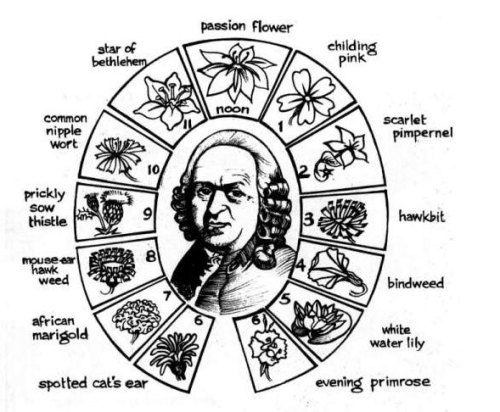 passion flower
star of
bethlehem
childing
pink
noon
11
1
common
nipple
wort
scarlet
pimpernel
10
2
prickly
sow
thistle
9
3
hawkbit
mouse-ear
hawk
weed
8
4
bindweed
7
5
african
marigold
6
6
white
water lily
spotted cat's ear
evening primrose